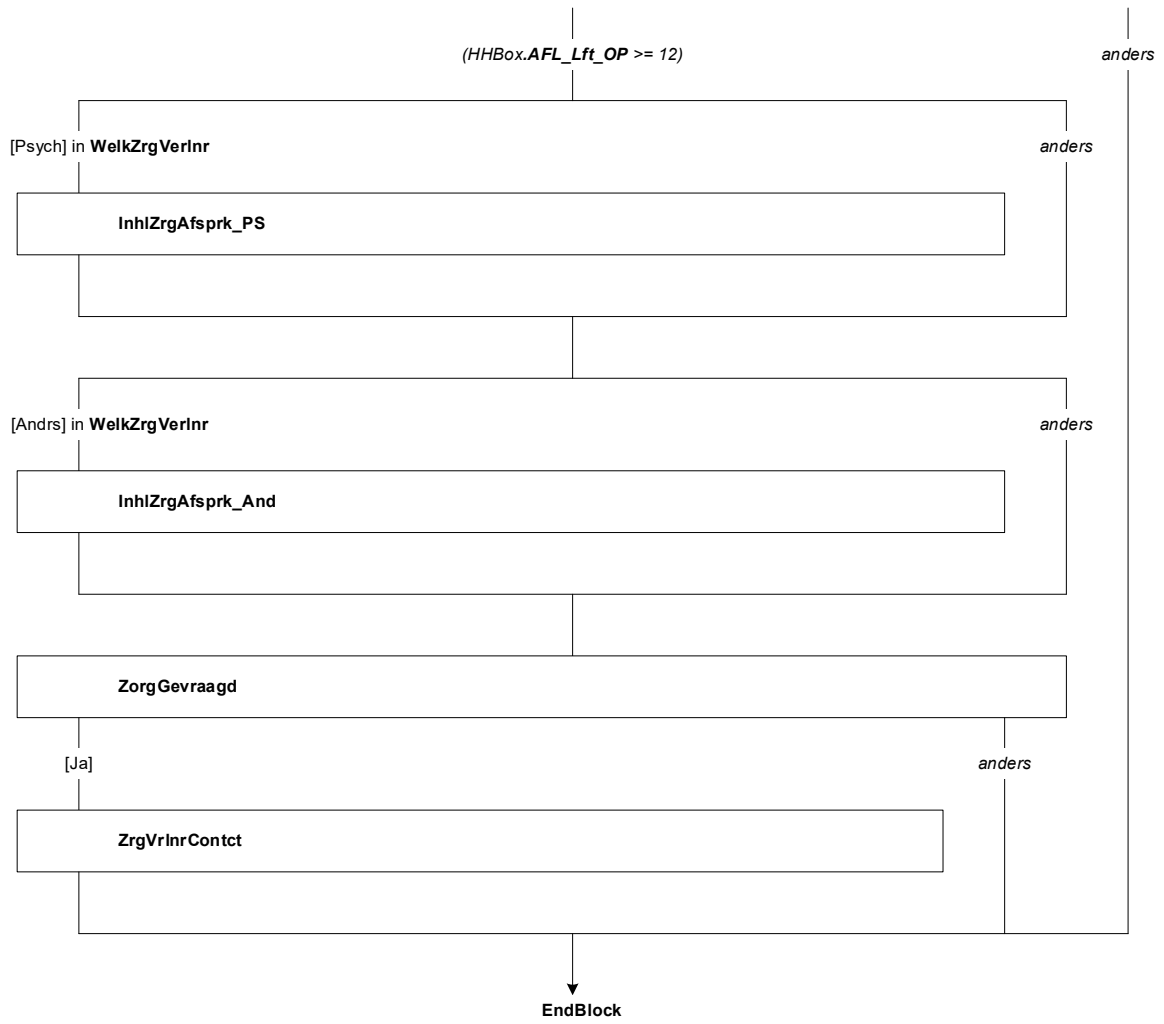 (HHBox.AFL_Lft_OP >= 12)
anders
[Psych] in WelkZrgVerlnr
anders
InhlZrgAfsprk_PS
[Andrs] in WelkZrgVerlnr
anders
InhlZrgAfsprk_And
ZorgGevraagd
[Ja]
anders
ZrgVrlnrContct
EndBlock